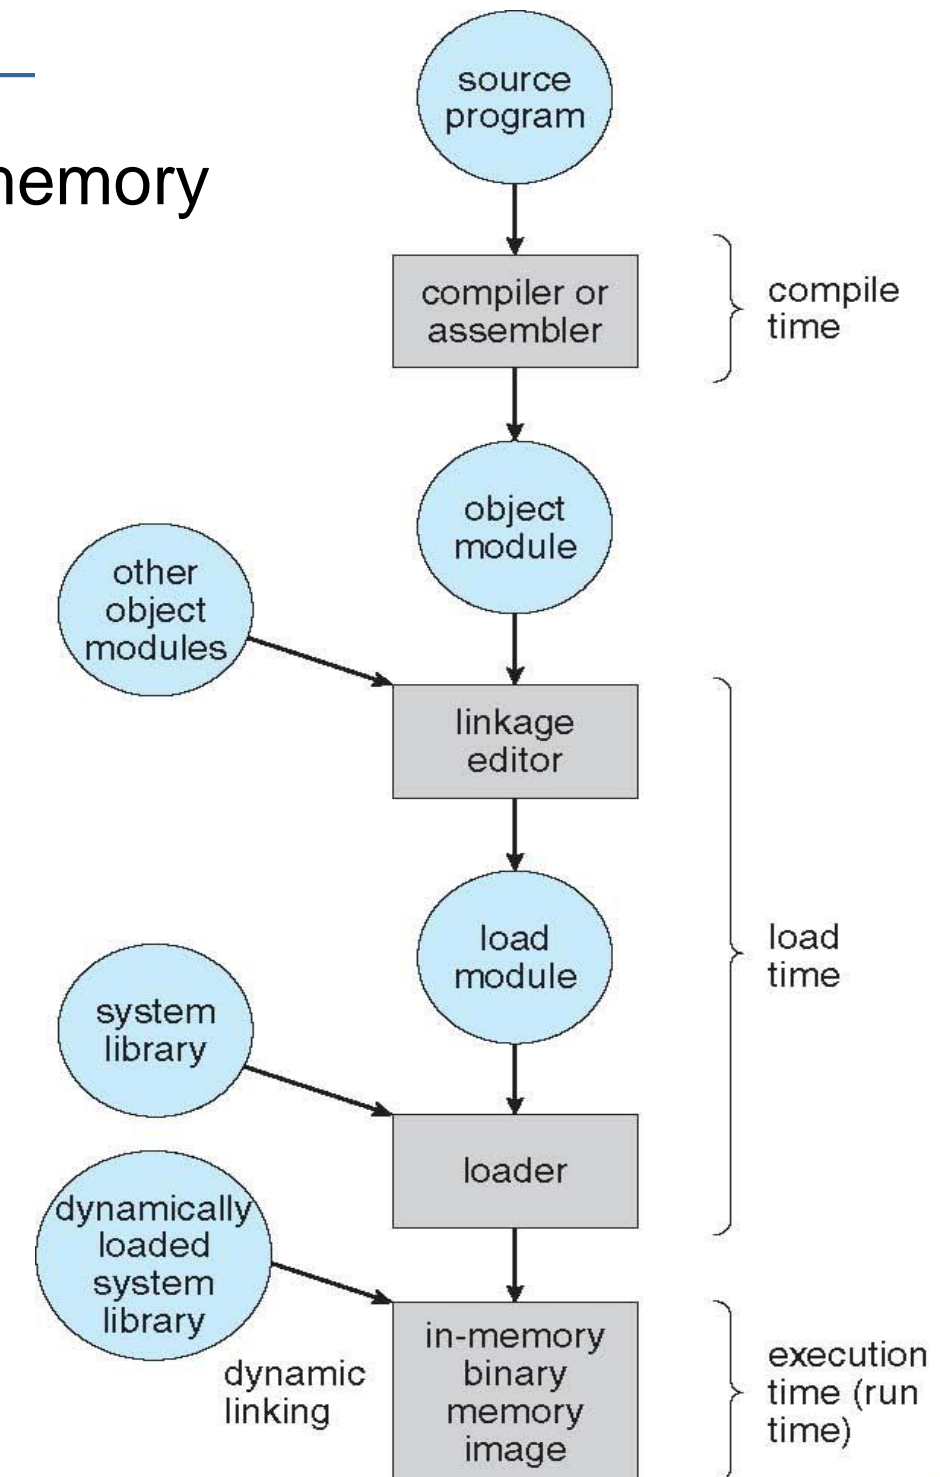 source
program
memory
compiler or
assembler
compile
time
object
module
other
object
modules
linkage
editor
load
module
load
time
system
library
loader
dynamically
loaded
system
library
in-memory
binary
memory
image
dynamic
linking
execution
time (run
time)